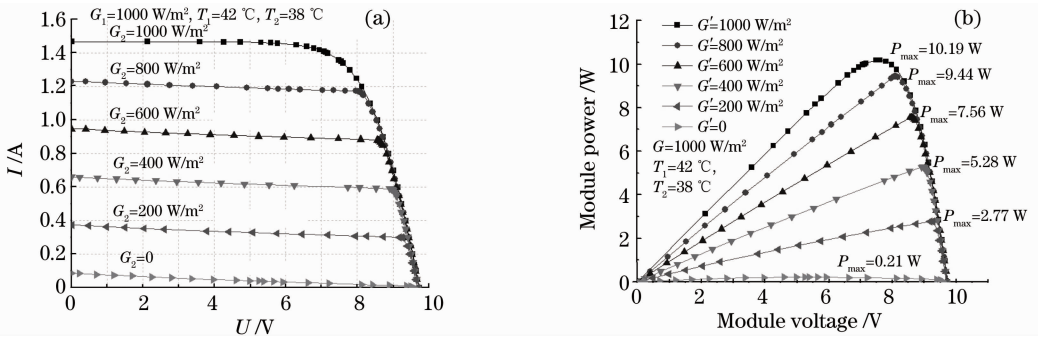 G₁=1000 W/m², T₁=42 ℃, T₂=38 ℃
(a)
G₂=1000 W/m²
G₂=800 W/m²
G₂=600 W/m²
G₂=400 W/m²
G₂=200 W/m²
G₂=0
1.6
1.4
1.2
1.0
0.8
0.6
0.4
0.2
0
I /A
0 2 4 6 8 10
U /V
(b)
G′=1000 W/m²
G′=800 W/m²
G′=600 W/m²
G′=400 W/m²
G′=200 W/m²
G′=0
G=1000 W/m²
T₁=42 ℃,
T₂=38 ℃
Pmax=10.19 W
Pmax=9.44 W
Pmax=7.56 W
Pmax=5.28 W
Pmax=2.77 W
Pmax=0.21 W
12
10
8
6
4
2
0
Module power /W
0 2 4 6 8 10
Module voltage /V